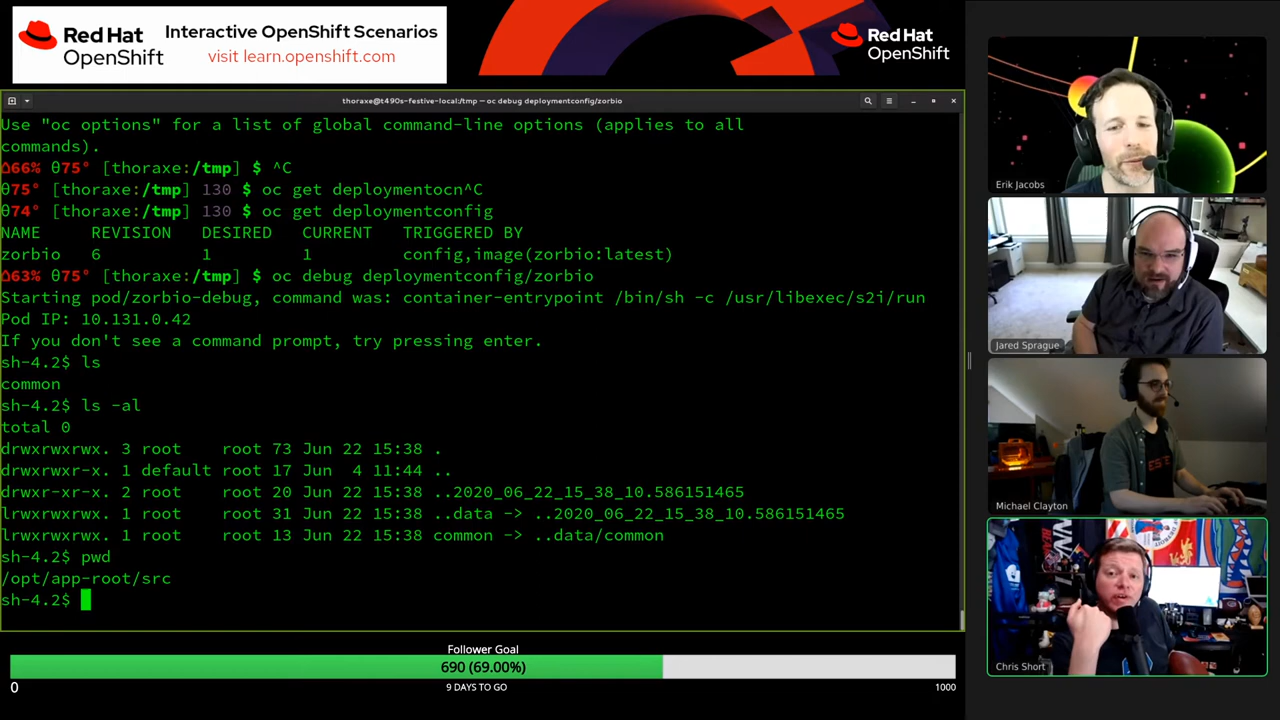 Red Hat
OpenShift
Interactive OpenShift Scenarios
visit learn.openshift.com
Red Hat
OpenShift
thoraxe@t490s-festive-local:/tmp — oc debug deploymentconfig/zorbio
Use "oc options" for a list of global command-line options (applies to all
commands).
⌂66% θ75° [thoraxe:/tmp] $ ^C
θ75° [thoraxe:/tmp] 130 $ oc get deploymentocn^C
θ74° [thoraxe:/tmp] 130 $ oc get deploymentconfig
NAME REVISION DESIRED CURRENT TRIGGERED BY
zorbio 6 1 1 config,image(zorbio:latest)
⌂63% θ75° [thoraxe:/tmp] $ oc debug deploymentconfig/zorbio
Starting pod/zorbio-debug, command was: container-entrypoint /bin/sh -c /usr/libexec/s2i/run
Pod IP: 10.131.0.42
If you don't see a command prompt, try pressing enter.
sh-4.2$ ls
common
sh-4.2$ ls -al
total 0
drwxrwxrwx. 3 root root 73 Jun 22 15:38 .
drwxrwxr-x. 1 default root 17 Jun 4 11:44 ..
drwxr-xr-x. 2 root root 20 Jun 22 15:38 ..2020_06_22_15_38_10.586151465
lrwxrwxrwx. 1 root root 31 Jun 22 15:38 ..data -> ..2020_06_22_15_38_10.586151465
lrwxrwxrwx. 1 root root 13 Jun 22 15:38 common -> ..data/common
sh-4.2$ pwd
/opt/app-root/src
sh-4.2$
Follower Goal
690 (69.00%)
0
9 DAYS TO GO
1000
Erik Jacobs
Jared Sprague
Michael Clayton
Chris Short